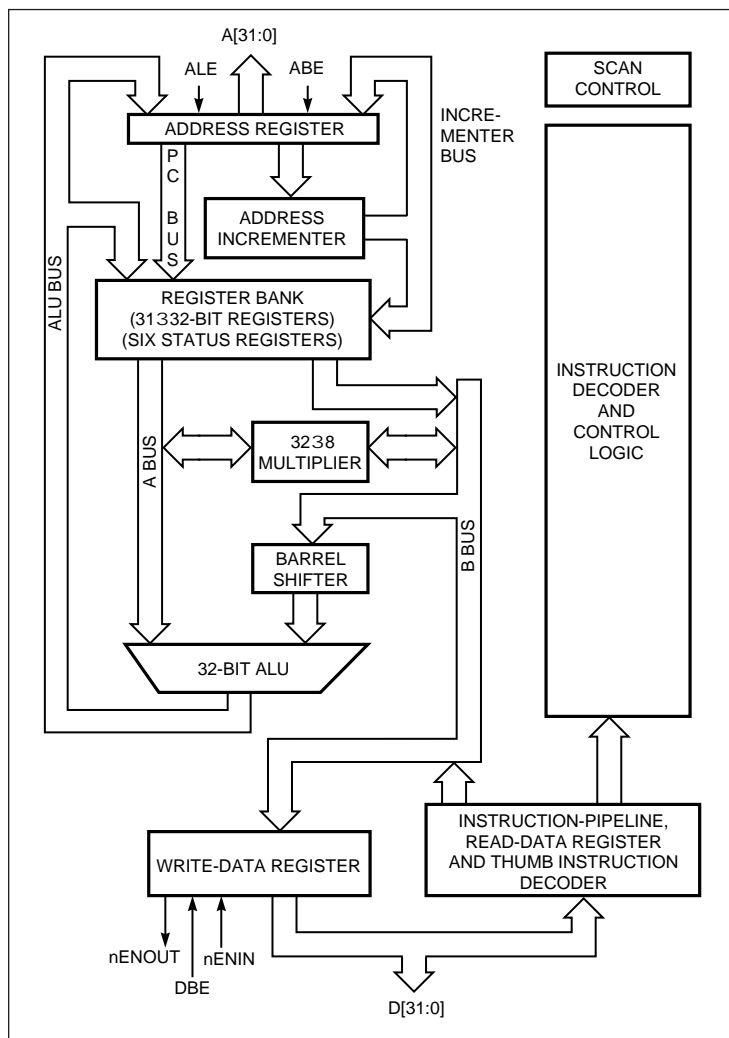 A[31:0]
ALE
ABE
SCAN
CONTROL
INCRE-
MENTER
BUS
ADDRESS REGISTER
PC BUS
ADDRESS
INCREMENTER
ALU BUS
REGISTER BANK
(31332-BIT REGISTERS)
(SIX STATUS REGISTERS)
INSTRUCTION
DECODER
AND
CONTROL
LOGIC
A BUS
3238
MULTIPLIER
B BUS
BARREL
SHIFTER
32-BIT ALU
WRITE-DATA REGISTER
INSTRUCTION-PIPELINE,
READ-DATA REGISTER
AND THUMB INSTRUCTION
DECODER
nENOUT
DBE
nENIN
D[31:0]